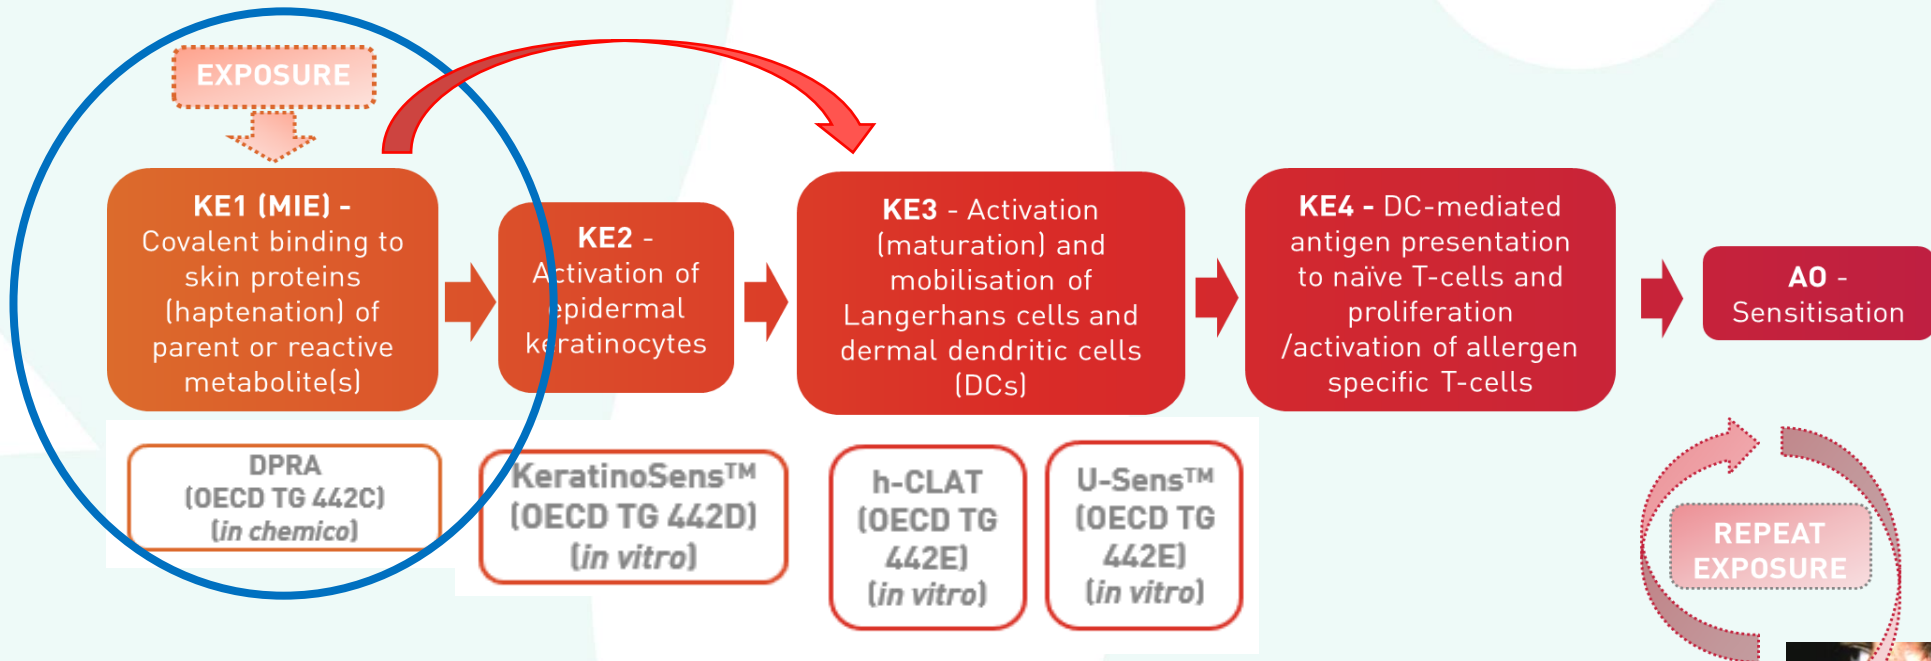 EXPOSURE
KE1 (MIE) -
Covalent binding to
skin proteins
(haptenation) of
parent or reactive
metabolite(s)
KE2 -
Activation of
epidermal
keratinocytes
KE3 - Activation
(maturation) and
mobilisation of
Langerhans cells and
dermal dendritic cells
(DCs)
KE4 - DC-mediated
antigen presentation
to naïve T-cells and
proliferation
/activation of allergen
specific T-cells
AO -
Sensitisation
DPRA
(OECD TG 442C)
(in chemico)
KeratinoSens™
(OECD TG 442D)
(in vitro)
h-CLAT
(OECD TG
442E)
(in vitro)
U-Sens™
(OECD TG
442E)
(in vitro)
REPEAT
EXPOSURE